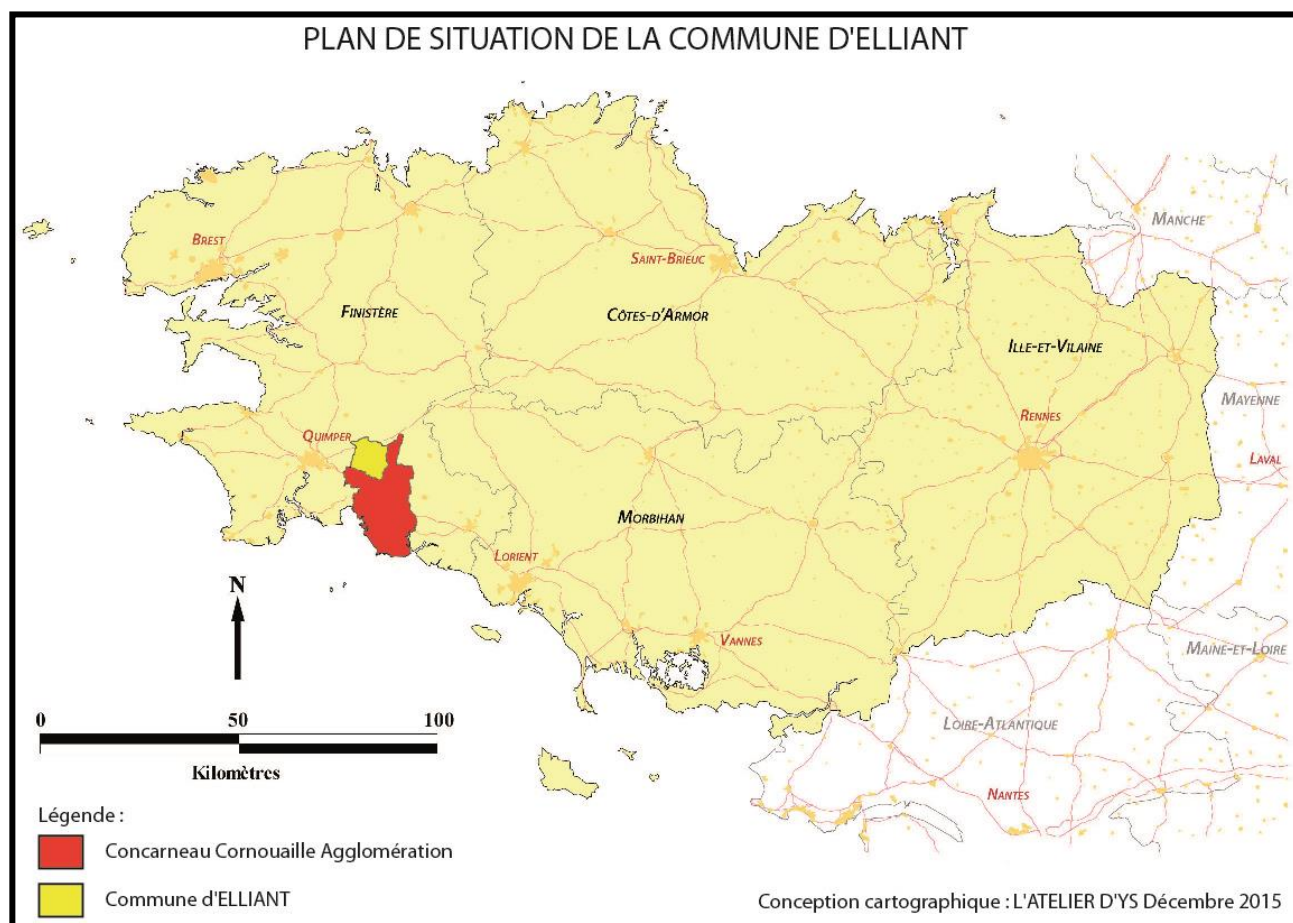 PLAN DE SITUATION DE LA COMMUNE D'ELLIANT
MANCHE
BREST
SAINT-BRIEUC
FINISTÈRE
CÔTES-D'ARMOR
ILLE-ET-VILAINE
MAYENNE
RENNES
QUIMPER
LAVAL
MORBIHAN
LORIENT
N
VANNES
MAINE-ET-LOIRE
LOIRE-ATLANTIQUE
0 50 100
Kilomètres
NANTES
Légende :
Concarneau Cornouaille Agglomération
Commune d'ELLIANT
Conception cartographique : L'ATELIER D'YS Décembre 2015